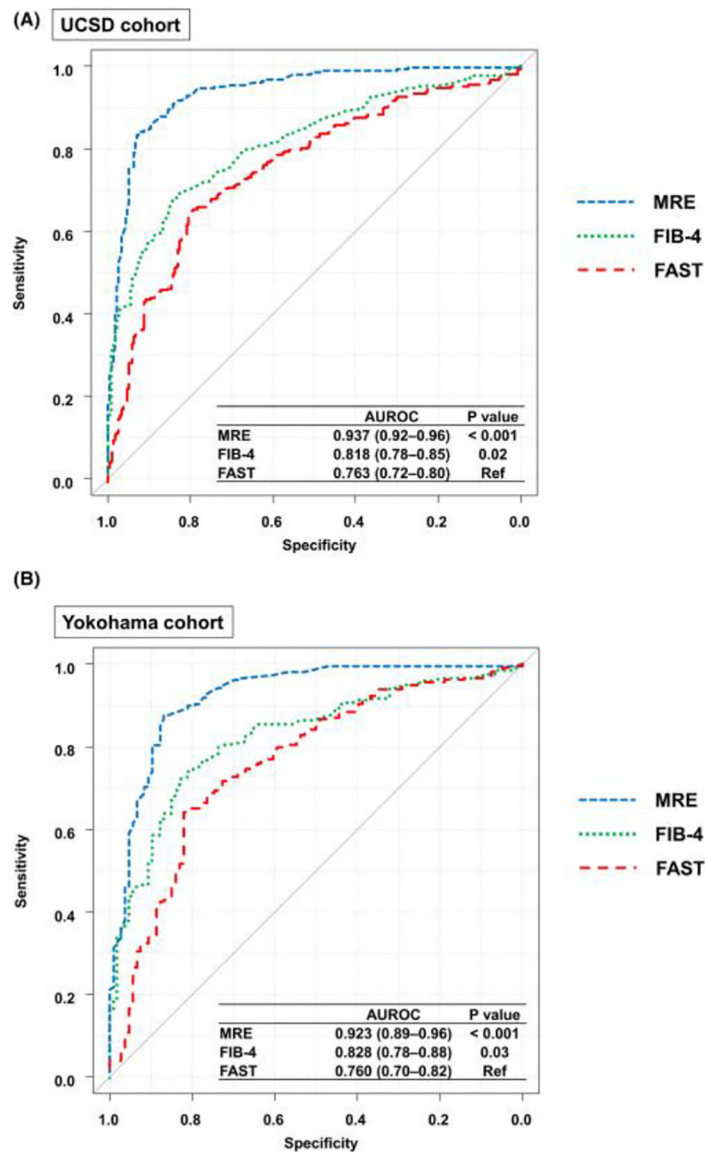 (A)
UCSD cohort
1.0
0.8
0.6
0.4
0.2
0.0
Sensitivity
1.0 0.8 0.6 0.4 0.2 0.0
Specificity
MRE
FIB-4
FAST
AUROC P value
MRE 0.937 (0.92–0.96) < 0.001
FIB-4 0.818 (0.78–0.85) 0.02
FAST 0.763 (0.72–0.80) Ref
(B)
Yokohama cohort
1.0
0.8
0.6
0.4
0.2
0.0
Sensitivity
1.0 0.8 0.6 0.4 0.2 0.0
Specificity
MRE
FIB-4
FAST
AUROC P value
MRE 0.923 (0.89–0.96) < 0.001
FIB-4 0.828 (0.78–0.88) 0.03
FAST 0.760 (0.70–0.82) Ref